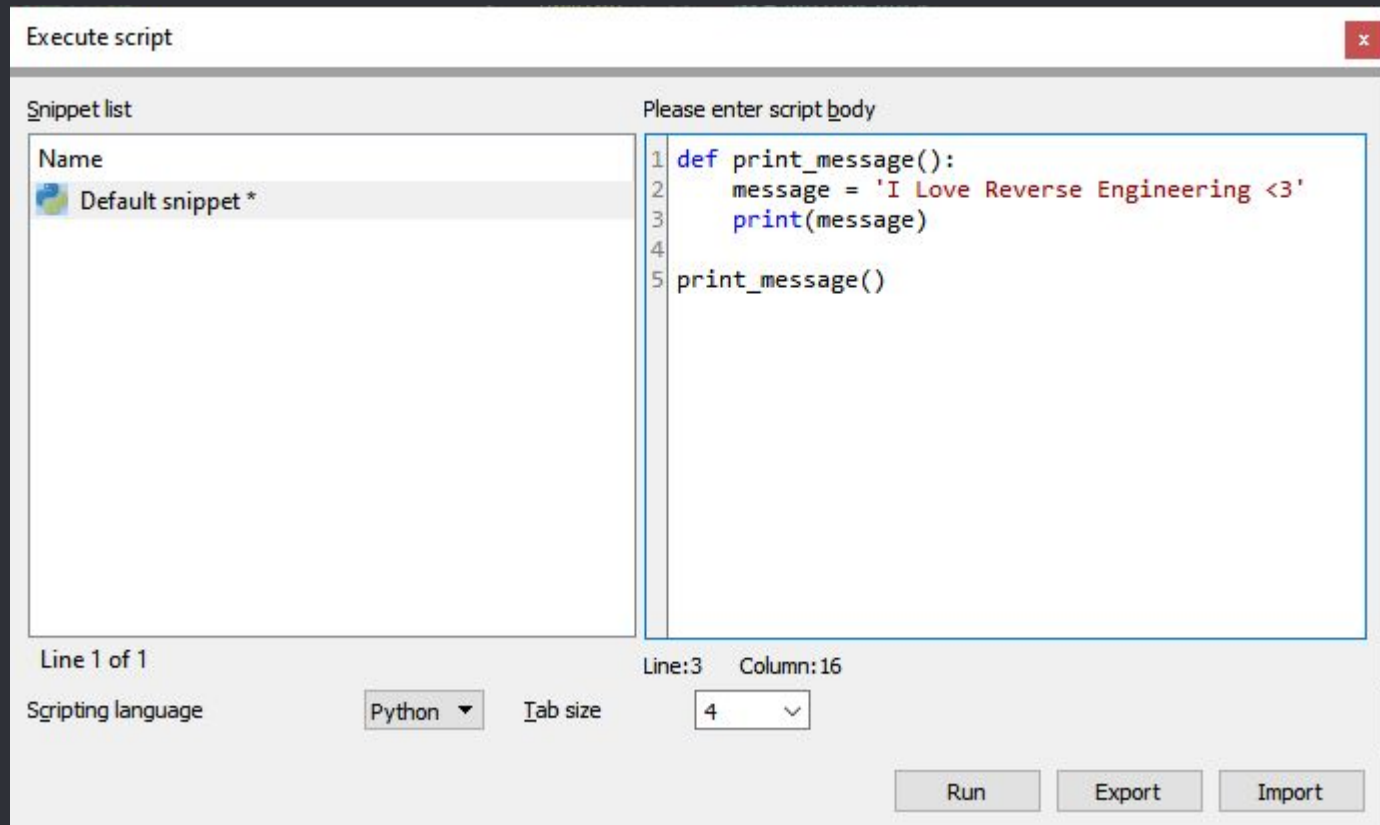 Execute script
x
Snippet list
Name
Default snippet *
Line 1 of 1
Please enter script body
1 def print_message():
2     message = 'I Love Reverse Engineering <3'
3     print(message)
4
5 print_message()
Line:3 Column:16
Scripting language Python Tab size 4
Run Export Import